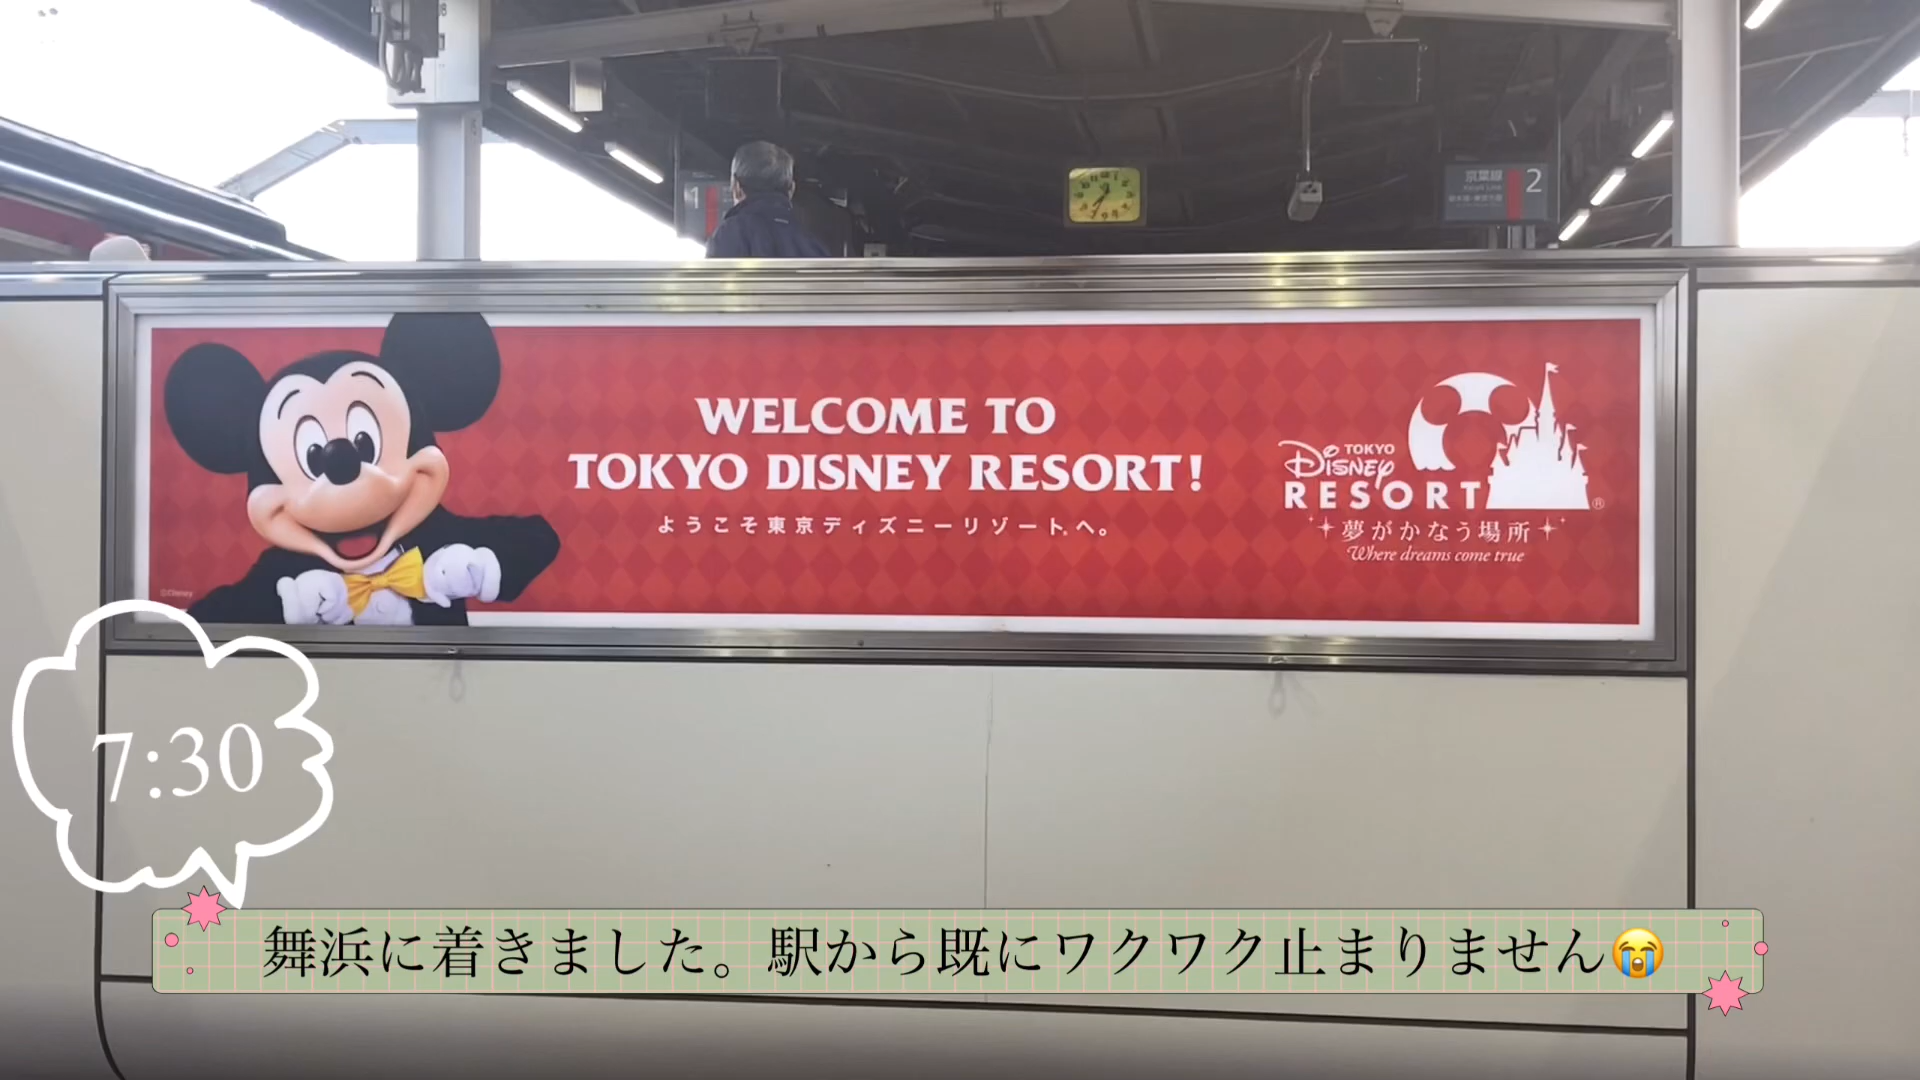 1
京葉線
2
WELCOME TO
TOKYO DISNEY RESORT!
ようこそ東京ディズニーリゾートへ。
TOKYO
DISNEY
RESORT
®
夢がかなう場所
Where dreams come true
©Disney
7:30
舞浜に着きました。駅から既にワクワク止まりません😭